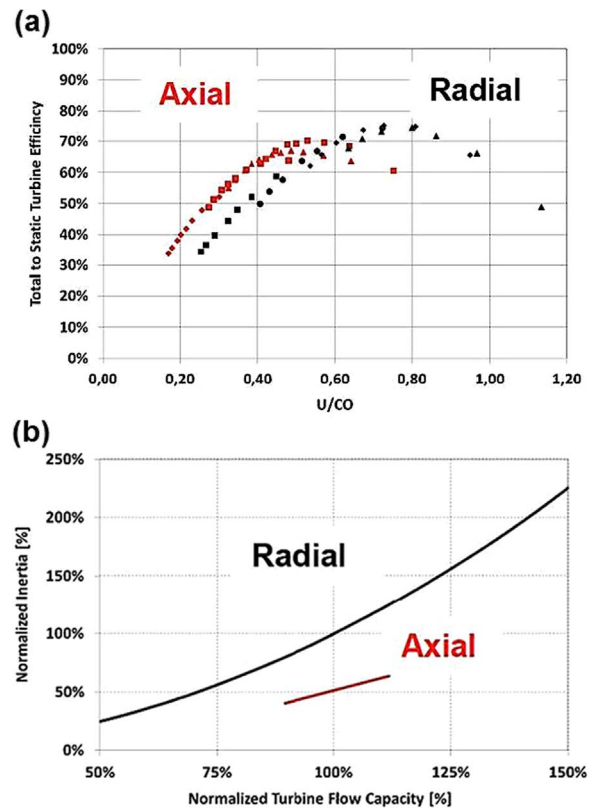 (a)
100%
90%
80%
70%
60%
50%
40%
30%
20%
10%
0%
Total to Static Turbine Efficincy
Axial
Radial
0,00 0,20 0,40 0,60 0,80 1,00 1,20
U/CO
(b)
250%
200%
150%
100%
50%
0%
Normalized Inertia [%]
Radial
Axial
50% 75% 100% 125% 150%
Normalized Turbine Flow Capacity [%]